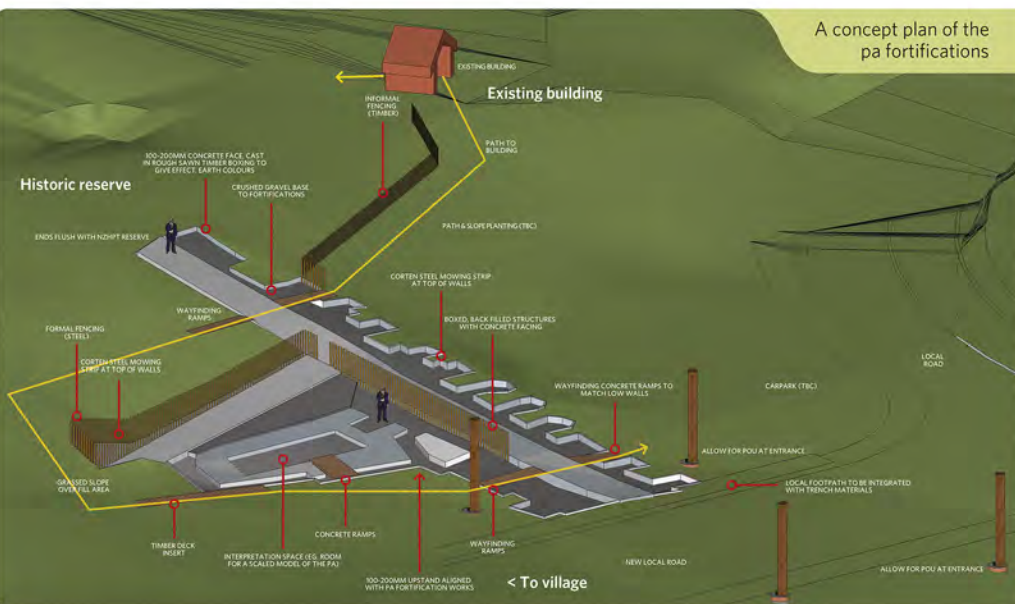 A concept plan of the
pa fortifications
EXISTING BUILDING
Existing building
INFORMAL
FENCING
(TIMBER)
PATH TO
BUILDING
100-200MM CONCRETE FACE, CAST
IN ROUGH SAWN TIMBER BOXING TO
GIVE EFFECT. EARTH COLOURS
Historic reserve
CRUSHED GRAVEL BASE
TO FORTIFICATIONS
ENDS FLUSH WITH NZHPT RESERVE
PATH & SLOPE PLANTING (TBC)
CORTEN STEEL MOWING STRIP
AT TOP OF WALLS
WAYFINDING
RAMPS
BOXED, BACK FILLED STRUCTURES
WITH CONCRETE FACING
FORMAL FENCING
(STEEL)
CORTEN STEEL MOWING
STRIP AT TOP OF WALLS
LOCAL
ROAD
WAYFINDING CONCRETE RAMPS TO
MATCH LOW WALLS
CARPARK (TBC)
ALLOW FOR POU AT ENTRANCE
GRASSED SLOPE
OVER FILL AREA
LOCAL FOOTPATH TO BE INTEGRATED
WITH TRENCH MATERIALS
TIMBER DECK
INSERT
CONCRETE RAMPS
WAYFINDING
RAMPS
INTERPRETATION SPACE (EG. ROOM
FOR A SCALED MODEL OF THE PA)
NEW LOCAL ROAD
ALLOW FOR POU AT ENTRANCE
100-200MM UPSTAND ALIGNED
WITH PA FORTIFICATION WORKS
< To village